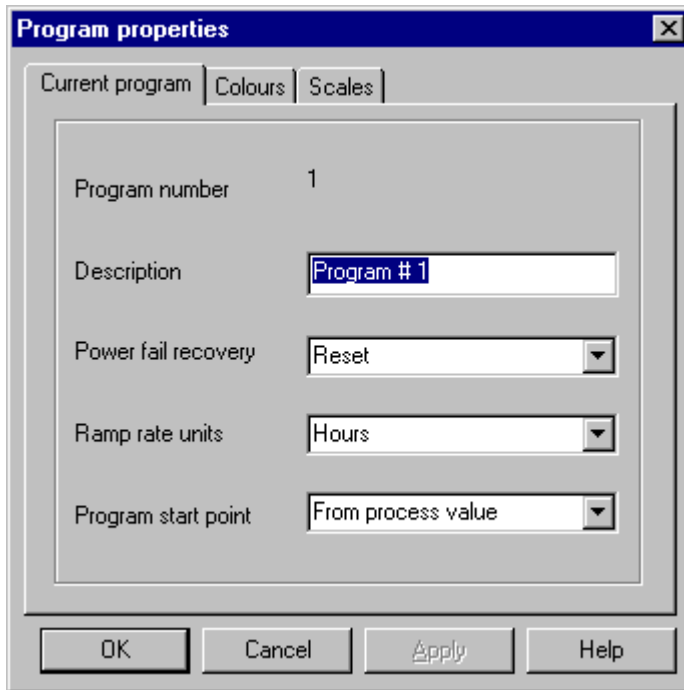 Program properties
Current program Colours Scales
Program number 1
Description Program # 1
Power fail recovery Reset
Ramp rate units Hours
Program start point From process value
OK Cancel Apply Help